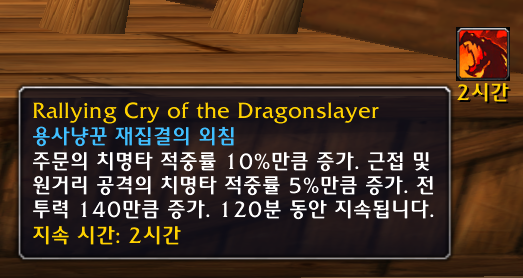 2시간
Rallying Cry of the Dragonslayer
용사냥꾼 재집결의 외침
주문의 치명타 적중률 10%만큼 증가. 근접 및
원거리 공격의 치명타 적중률 5%만큼 증가. 전
투력 140만큼 증가. 120분 동안 지속됩니다.
지속 시간: 2시간